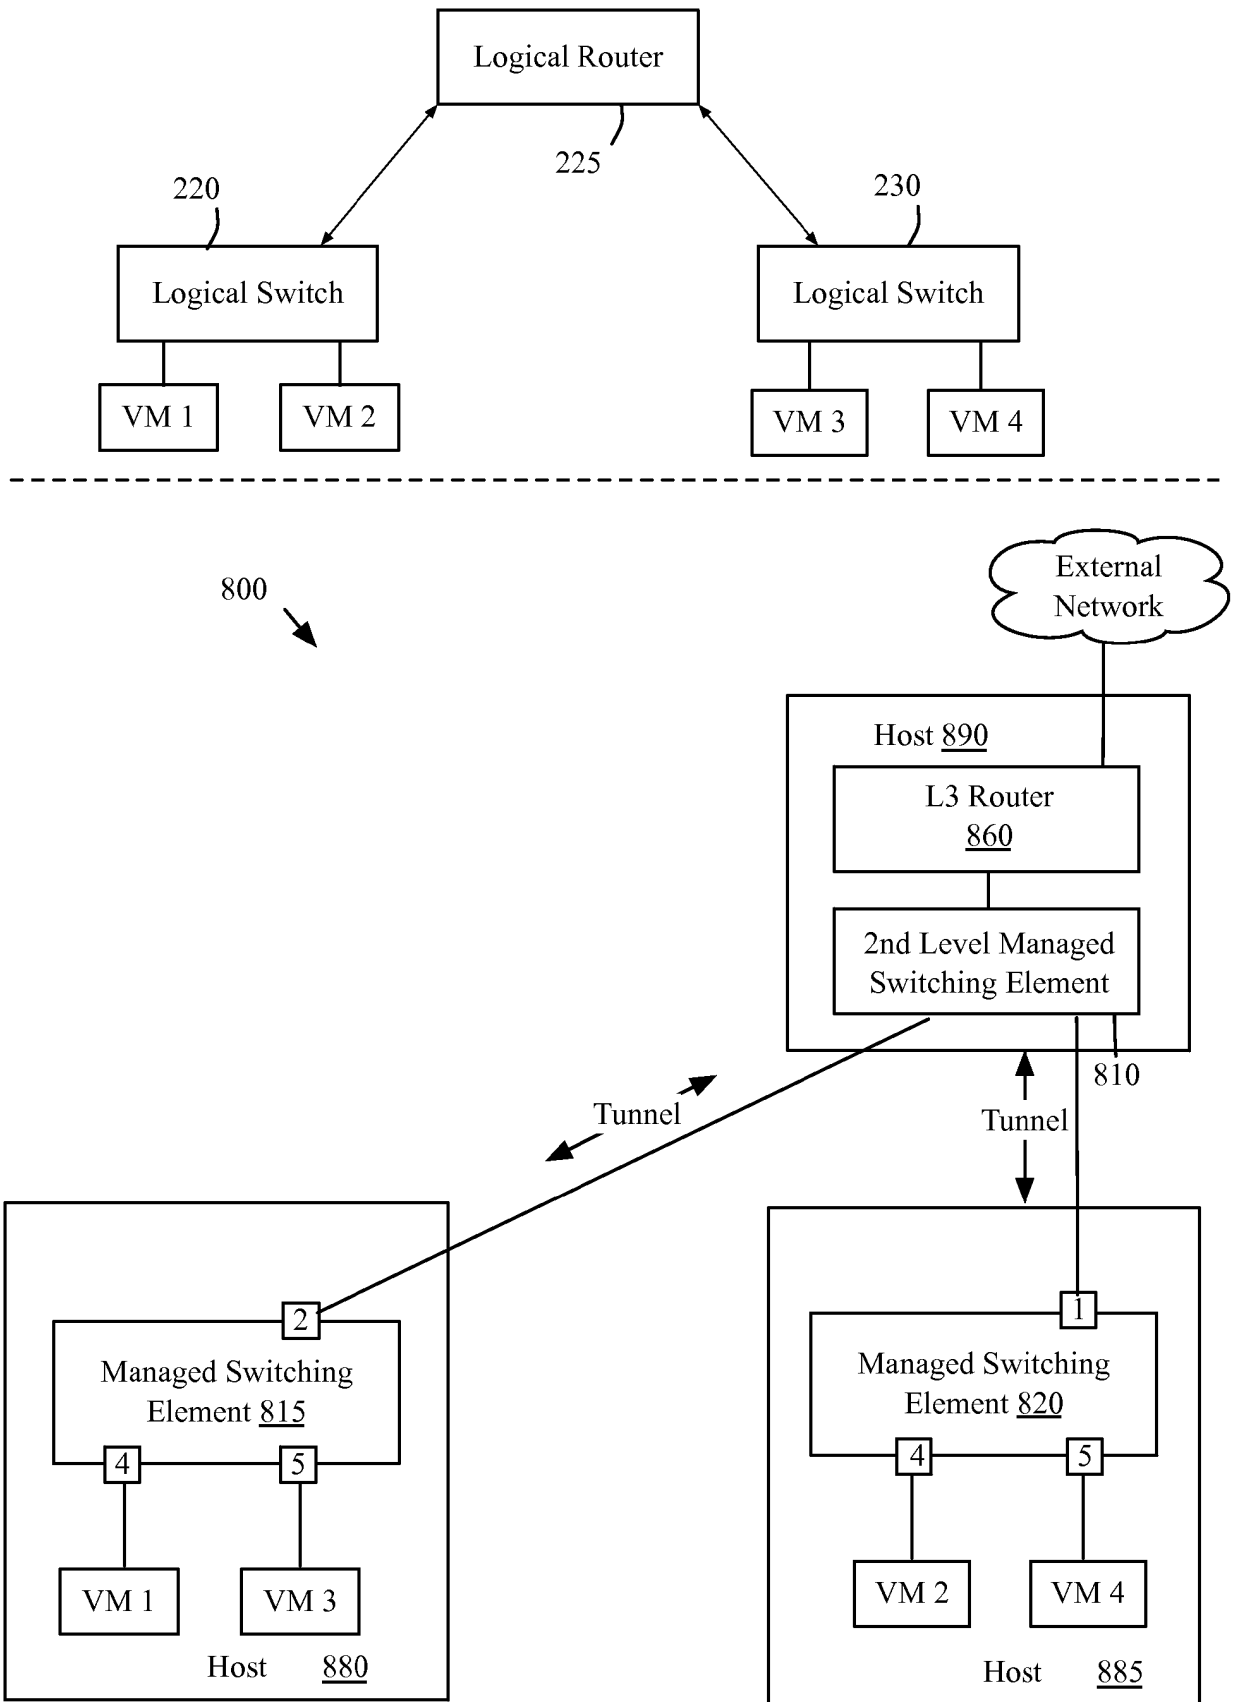 Logical Router
225
220
230
Logical Switch
Logical Switch
VM 1
VM 2
VM 3
VM 4
800
External
Network
Host 890
L3 Router
860
2nd Level Managed
Switching Element
810
Tunnel
Tunnel
2
Managed Switching
Element 815
4
5
VM 1
VM 3
Host 880
1
Managed Switching
Element 820
4
5
VM 2
VM 4
Host 885